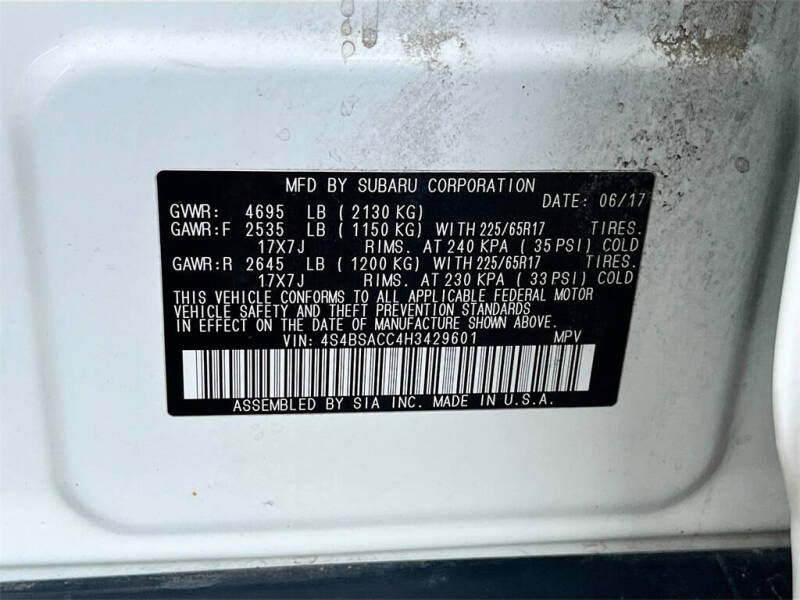 MFD BY SUBARU CORPORATION
DATE: 06/17
GVWR: 4695 LB ( 2130 KG)
GAWR:F 2535 LB ( 1150 KG) WITH 225/65R17 TIRES.
17X7J RIMS. AT 240 KPA ( 35 PSI) COLD
GAWR:R 2645 LB ( 1200 KG) WITH 225/65R17 TIRES.
17X7J RIMS. AT 230 KPA ( 33 PSI) COLD
THIS VEHICLE CONFORMS TO ALL APPLICABLE FEDERAL MOTOR
VEHICLE SAFETY AND THEFT PREVENTION STANDARDS
IN EFFECT ON THE DATE OF MANUFACTURE SHOWN ABOVE.
VIN: 4S4BSACC4H3429601 MPV
ASSEMBLED BY SIA INC. MADE IN U.S.A.